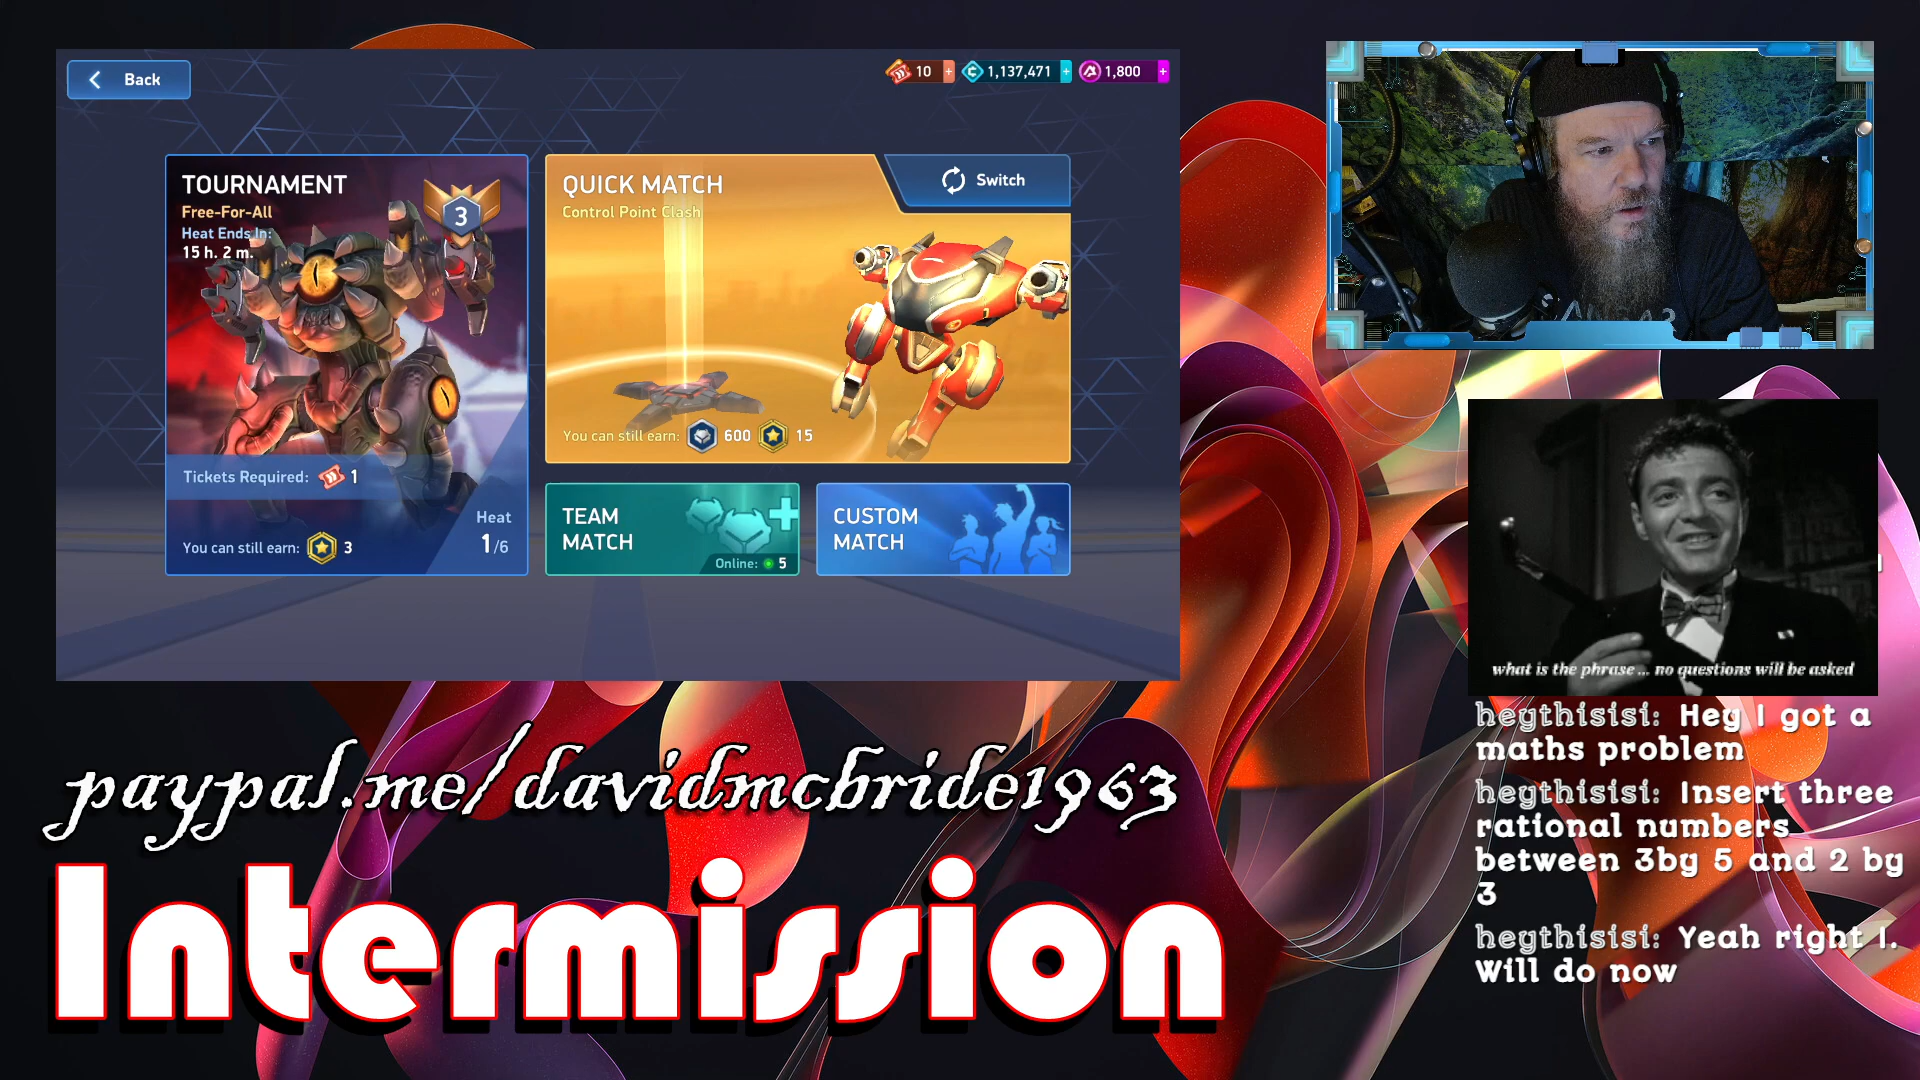 Back
10
1,137,471
1,800
TOURNAMENT
Free-For-All
Heat Ends In:
15 h. 2 m.
3
Tickets Required: 1
You can still earn: 3
Heat
1/6
QUICK MATCH
Control Point Clash
Switch
You can still earn: 600 15
TEAM
MATCH
Online: 5
CUSTOM
MATCH
what is the phrase ... no questions will be asked
hegthisisi: Hey I got a
maths problem
hegthisisi: Insert three
rational numbers
between 3by 5 and 2 by
3
hegthisisi: Yeah right I.
Will do now
paypal.me/davidmcbride1963
Intermission